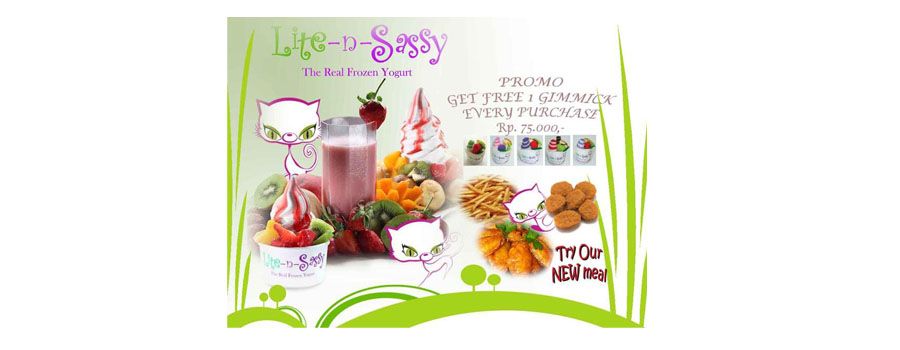 Lite-n-Sassy
The Real Frozen Yogurt
PROMO
GET FREE 1 GIMMICK
EVERY PURCHASE
Rp. 75.000,-
Lite-n-Sassy
The Real Frozen Yogurt
Try Our
NEW meal